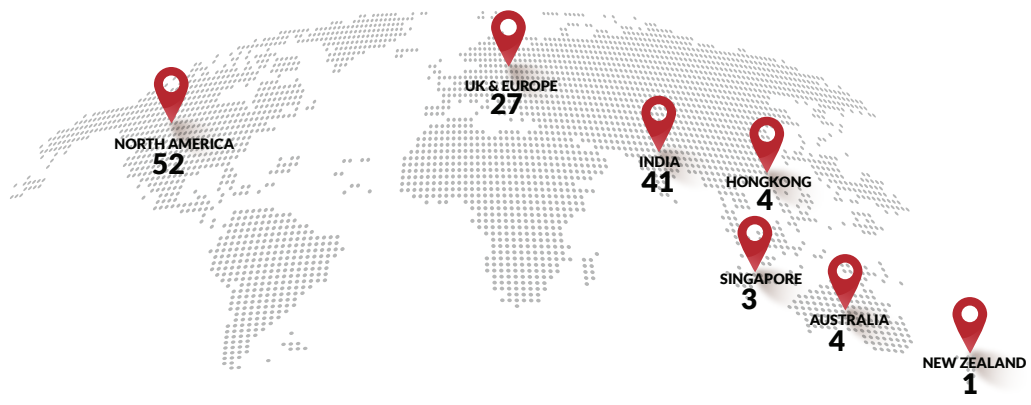 UK & EUROPE
27
NORTH AMERICA
52
INDIA
41
HONGKONG
4
SINGAPORE
3
AUSTRALIA
4
NEW ZEALAND
1